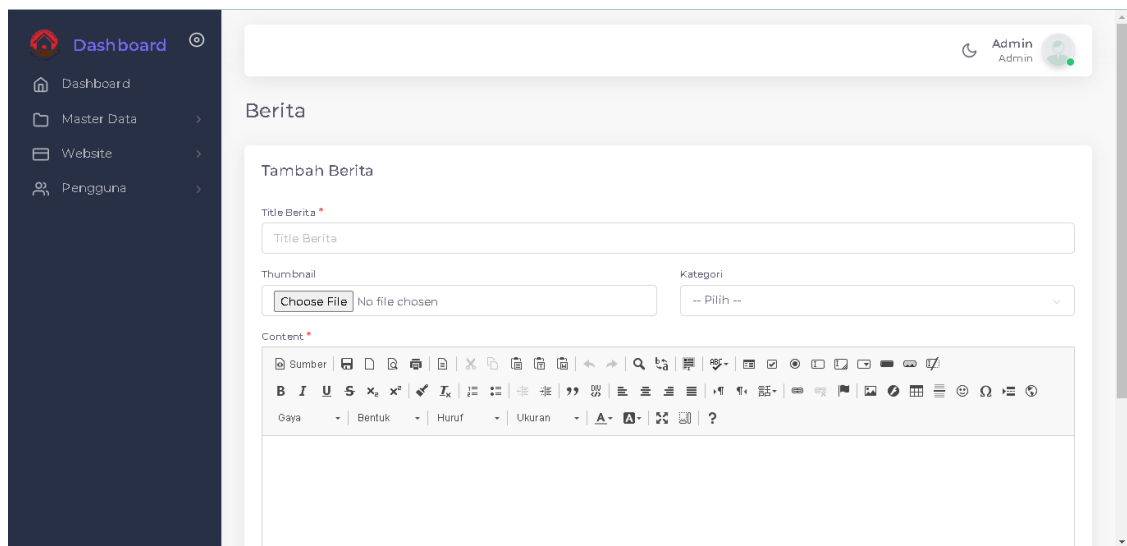 Dashboard
Admin
Admin
Dashboard
Master Data
Website
Pengguna
Berita
Tambah Berita
Title Berita *
Title Berita
Thumbnail
Kategori
Choose File No file chosen
-- Pilih --
Content *
Sumber
Gaya Bentuk Huruf Ukuran